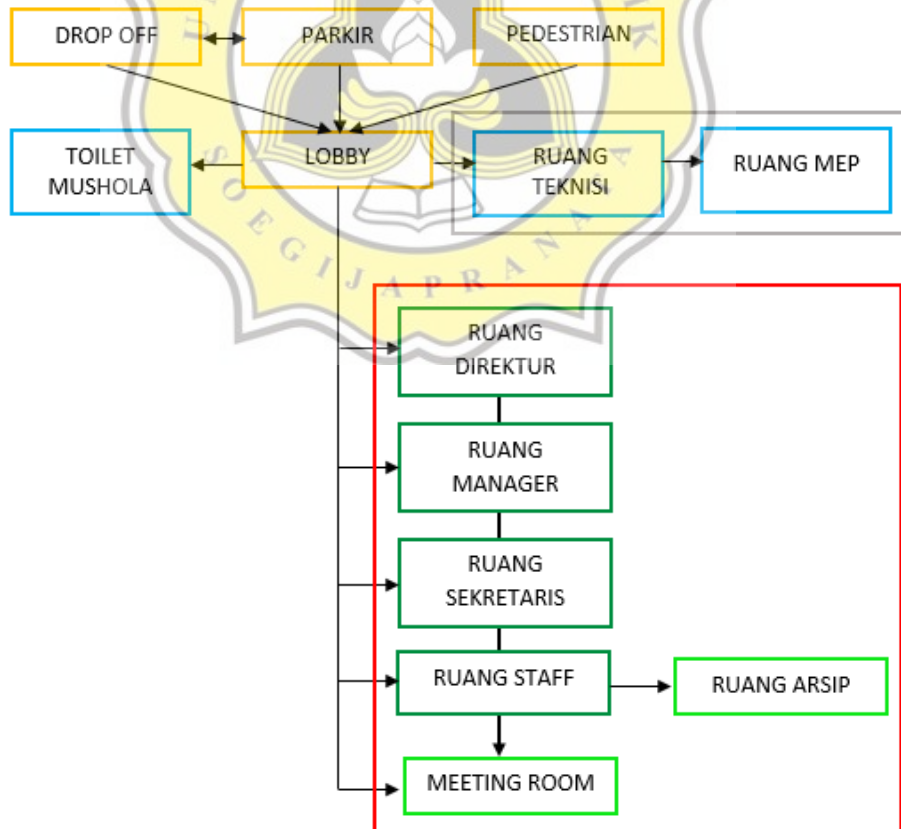 DROP OFF
PARKIR
PEDESTRIAN
TOILET
MUSHOLA
LOBBY
RUANG
TEKNISI
RUANG MEP
SOEGIJAPRANATA
RUANG
DIREKTUR
RUANG
MANAGER
RUANG
SEKRETARIS
RUANG STAFF
RUANG ARSIP
MEETING ROOM